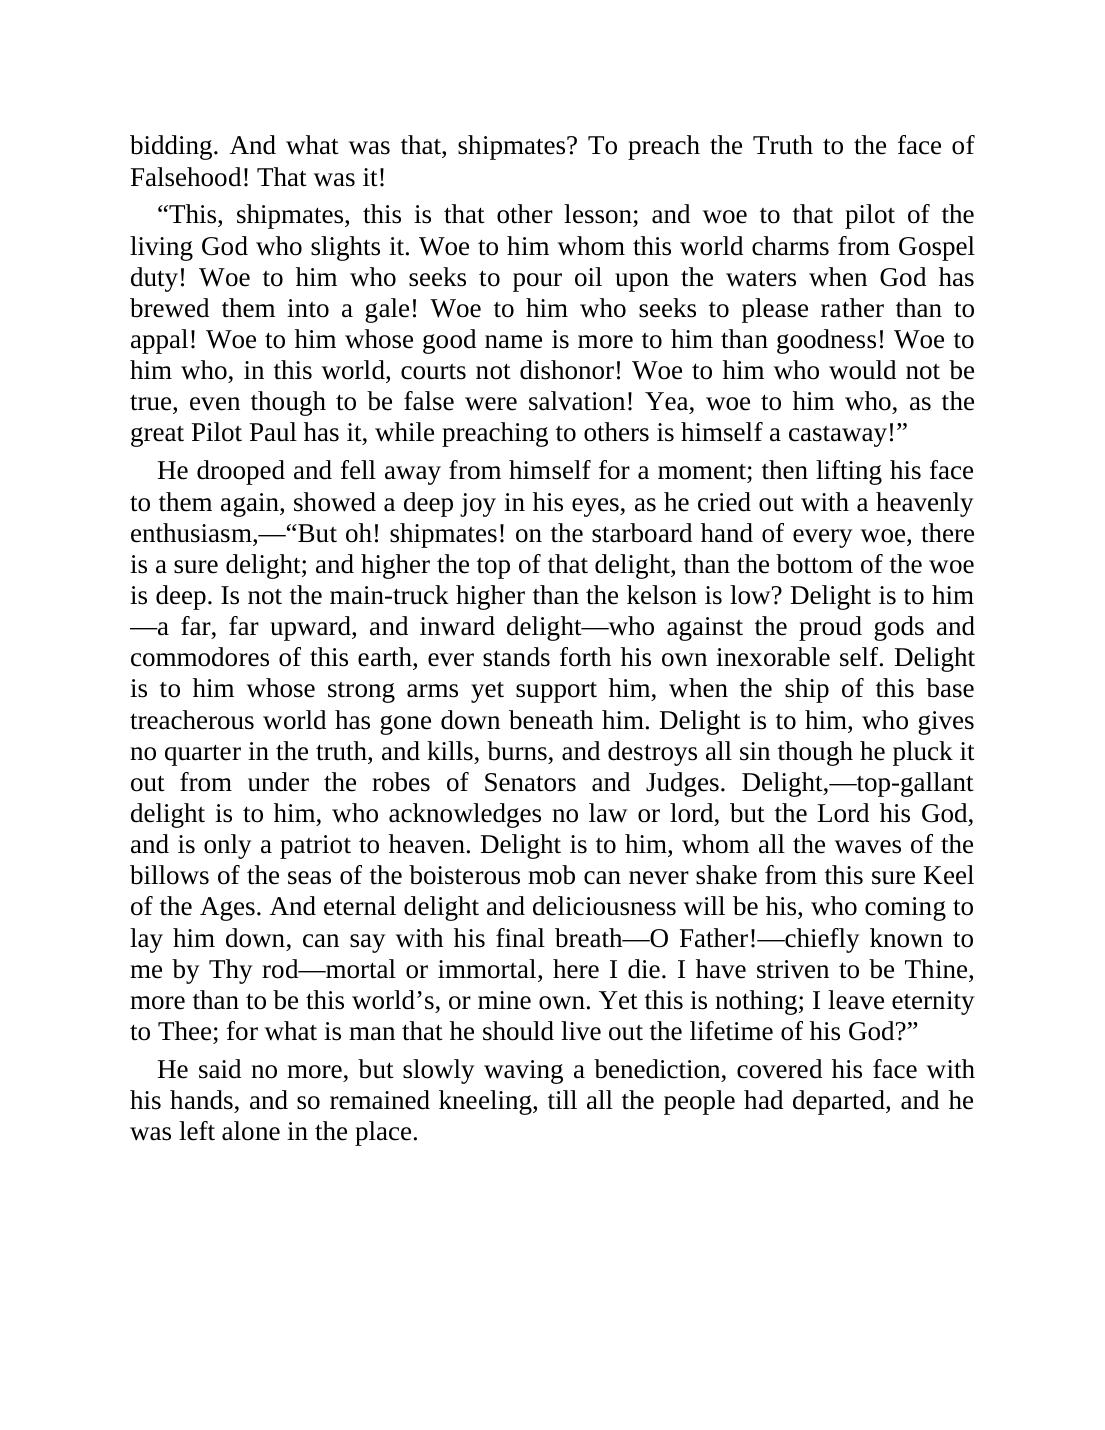 bidding. And what was that, shipmates? To preach the Truth to the face of
Falsehood! That was it!
“This, shipmates, this is that other lesson; and woe to that pilot of the
living God who slights it. Woe to him whom this world charms from Gospel
duty! Woe to him who seeks to pour oil upon the waters when God has
brewed them into a gale! Woe to him who seeks to please rather than to
appal! Woe to him whose good name is more to him than goodness! Woe to
him who, in this world, courts not dishonor! Woe to him who would not be
true, even though to be false were salvation! Yea, woe to him who, as the
great Pilot Paul has it, while preaching to others is himself a castaway!”
He drooped and fell away from himself for a moment; then lifting his face
to them again, showed a deep joy in his eyes, as he cried out with a heavenly
enthusiasm,—“But oh! shipmates! on the starboard hand of every woe, there
is a sure delight; and higher the top of that delight, than the bottom of the woe
is deep. Is not the main-truck higher than the kelson is low? Delight is to him
—a far, far upward, and inward delight—who against the proud gods and
commodores of this earth, ever stands forth his own inexorable self. Delight
is to him whose strong arms yet support him, when the ship of this base
treacherous world has gone down beneath him. Delight is to him, who gives
no quarter in the truth, and kills, burns, and destroys all sin though he pluck it
out from under the robes of Senators and Judges. Delight,—top-gallant
delight is to him, who acknowledges no law or lord, but the Lord his God,
and is only a patriot to heaven. Delight is to him, whom all the waves of the
billows of the seas of the boisterous mob can never shake from this sure Keel
of the Ages. And eternal delight and deliciousness will be his, who coming to
lay him down, can say with his final breath—O Father!—chiefly known to
me by Thy rod—mortal or immortal, here I die. I have striven to be Thine,
more than to be this world’s, or mine own. Yet this is nothing; I leave eternity
to Thee; for what is man that he should live out the lifetime of his God?”
He said no more, but slowly waving a benediction, covered his face with
his hands, and so remained kneeling, till all the people had departed, and he
was left alone in the place.